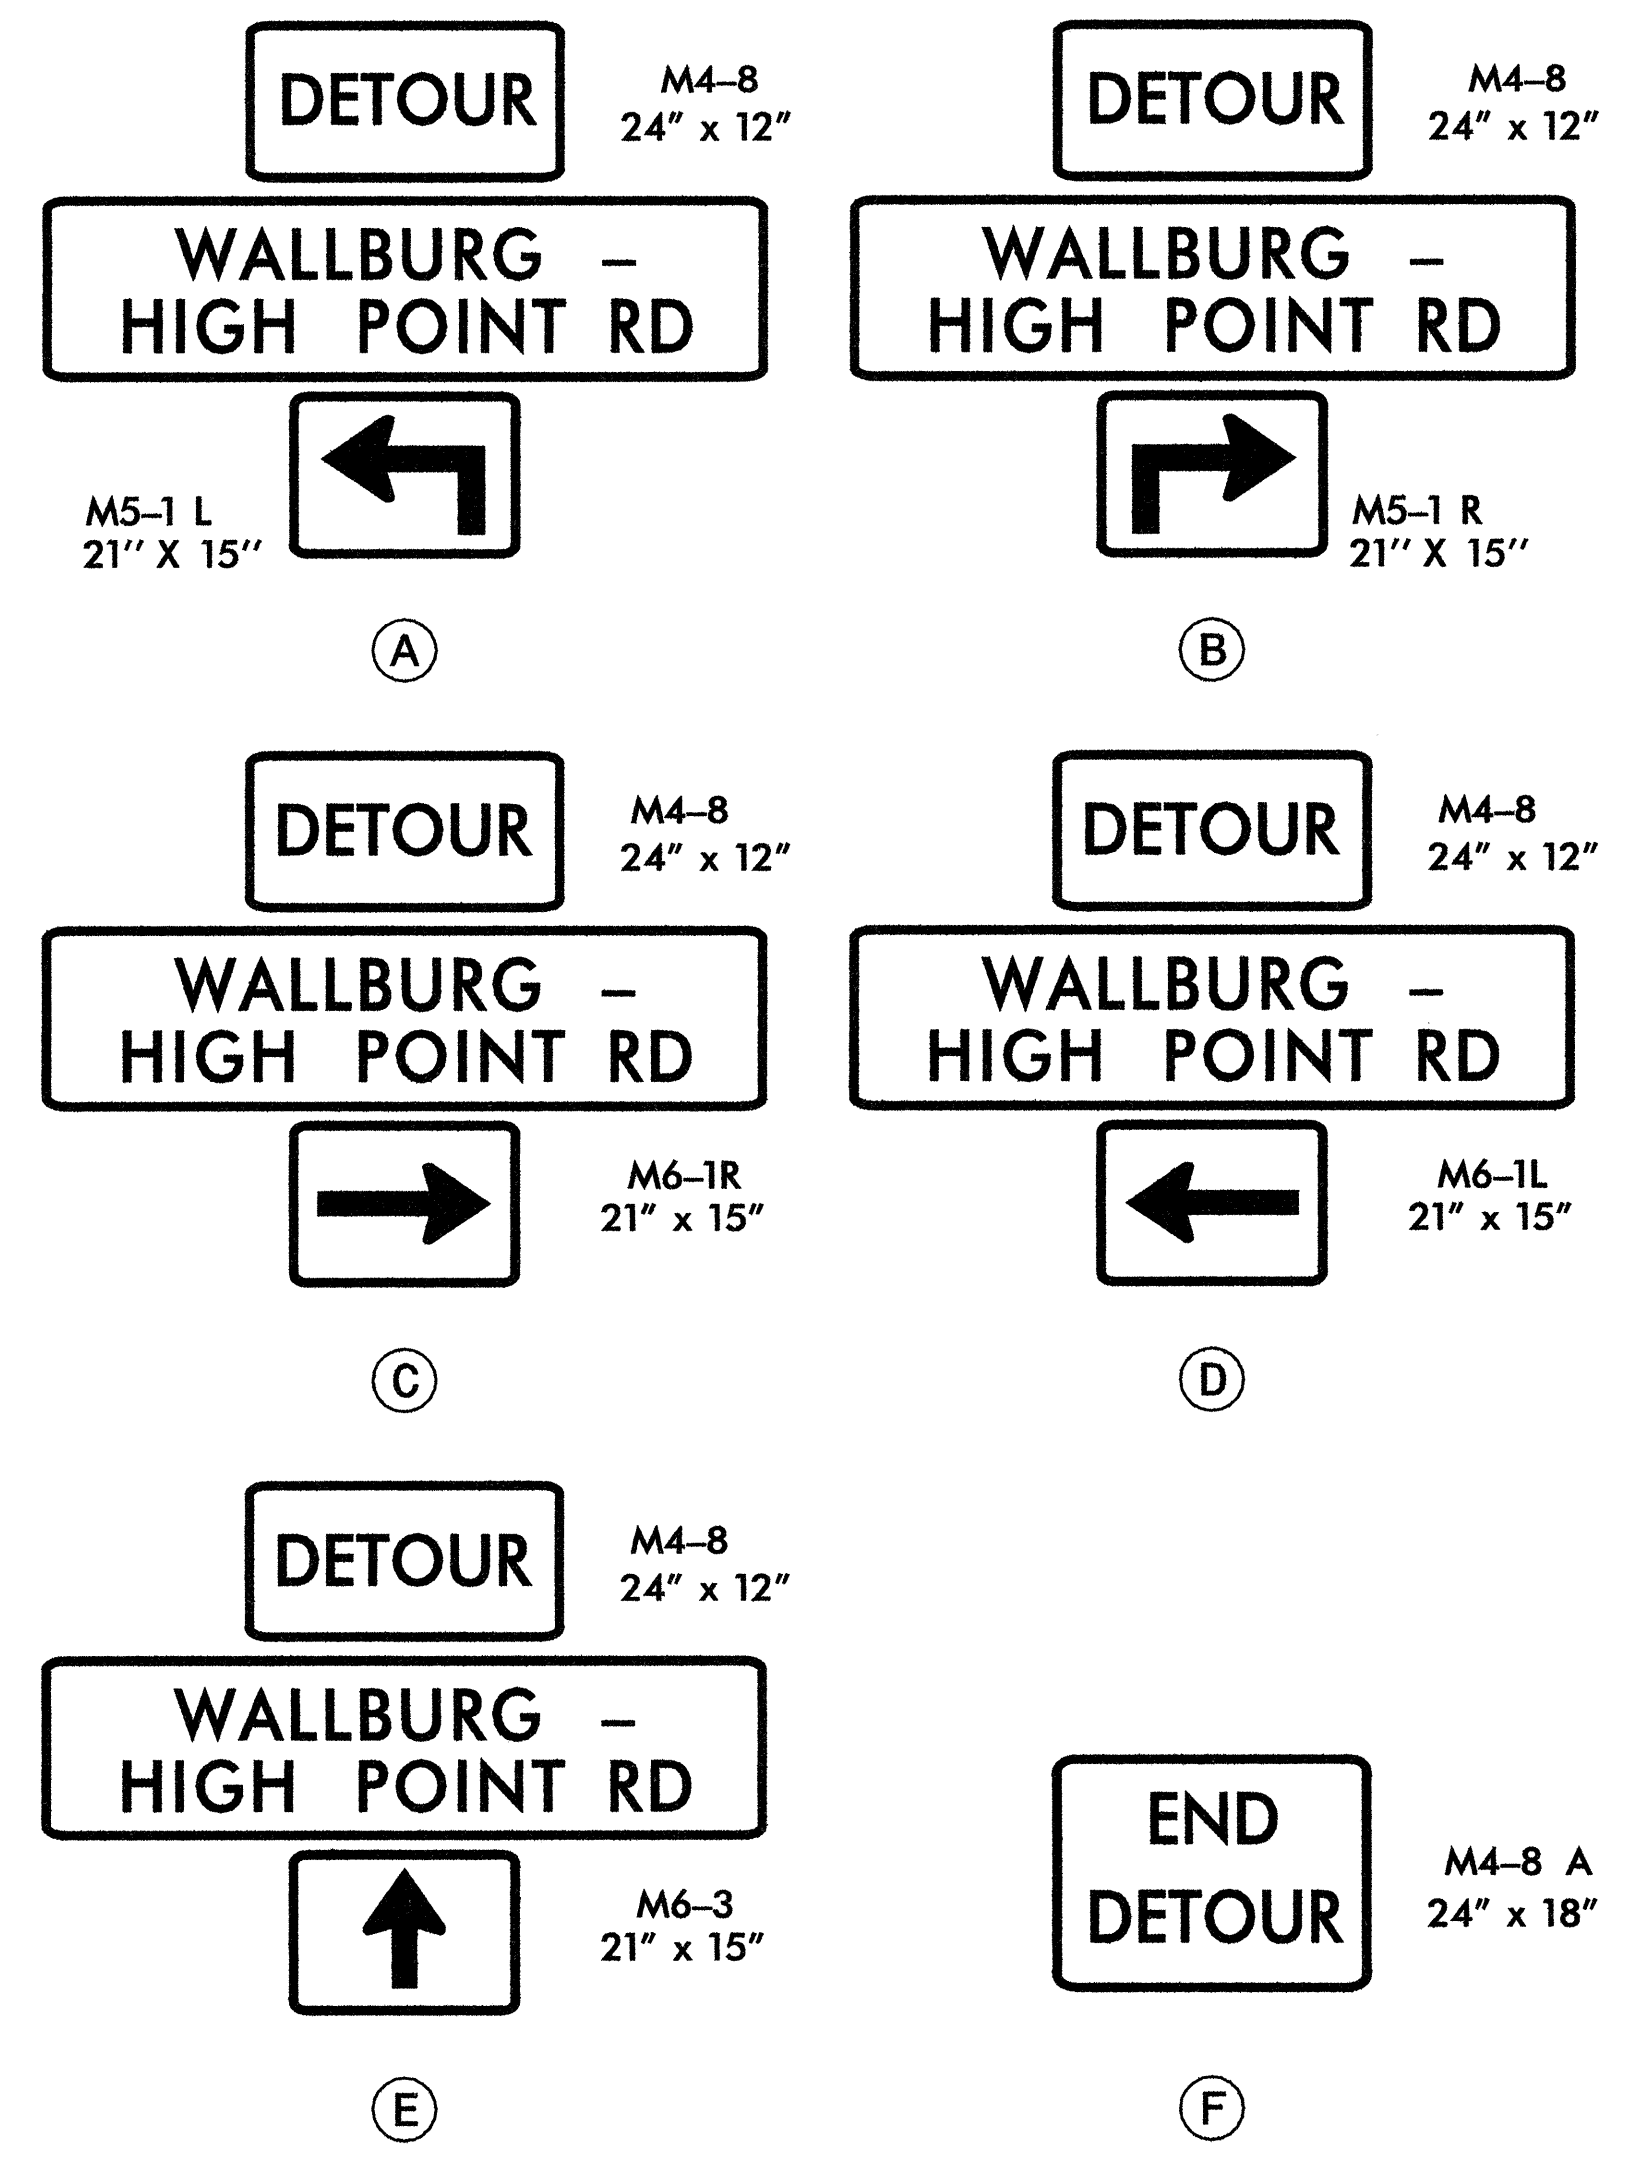 DETOUR
M4-8
24" x 12"
WALLBURG -
HIGH POINT RD
M5-1 L
21'' X 15''
A
DETOUR
M4-8
24" x 12"
WALLBURG -
HIGH POINT RD
M5-1 R
21'' X 15''
B
DETOUR
M4-8
24" x 12"
WALLBURG -
HIGH POINT RD
M6-1R
21" x 15"
C
DETOUR
M4-8
24" x 12"
WALLBURG -
HIGH POINT RD
M6-1L
21" x 15"
D
DETOUR
M4-8
24" x 12"
WALLBURG -
HIGH POINT RD
M6-3
21" x 15"
E
END
DETOUR
M4-8 A
24" x 18"
F